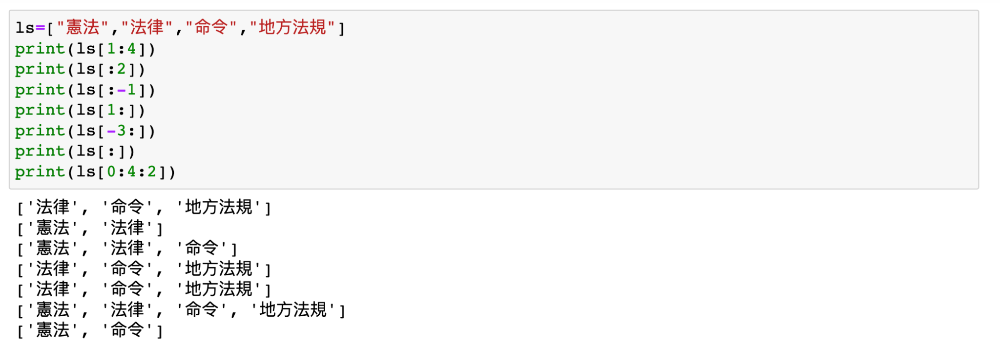 ls=["憲法","法律","命令","地方法規"]
print(ls[1:4])
print(ls[:2])
print(ls[:-1])
print(ls[1:])
print(ls[-3:])
print(ls[:])
print(ls[0:4:2])
['法律', '命令', '地方法規']
['憲法', '法律']
['憲法', '法律', '命令']
['法律', '命令', '地方法規']
['法律', '命令', '地方法規']
['憲法', '法律', '命令', '地方法規']
['憲法', '命令']